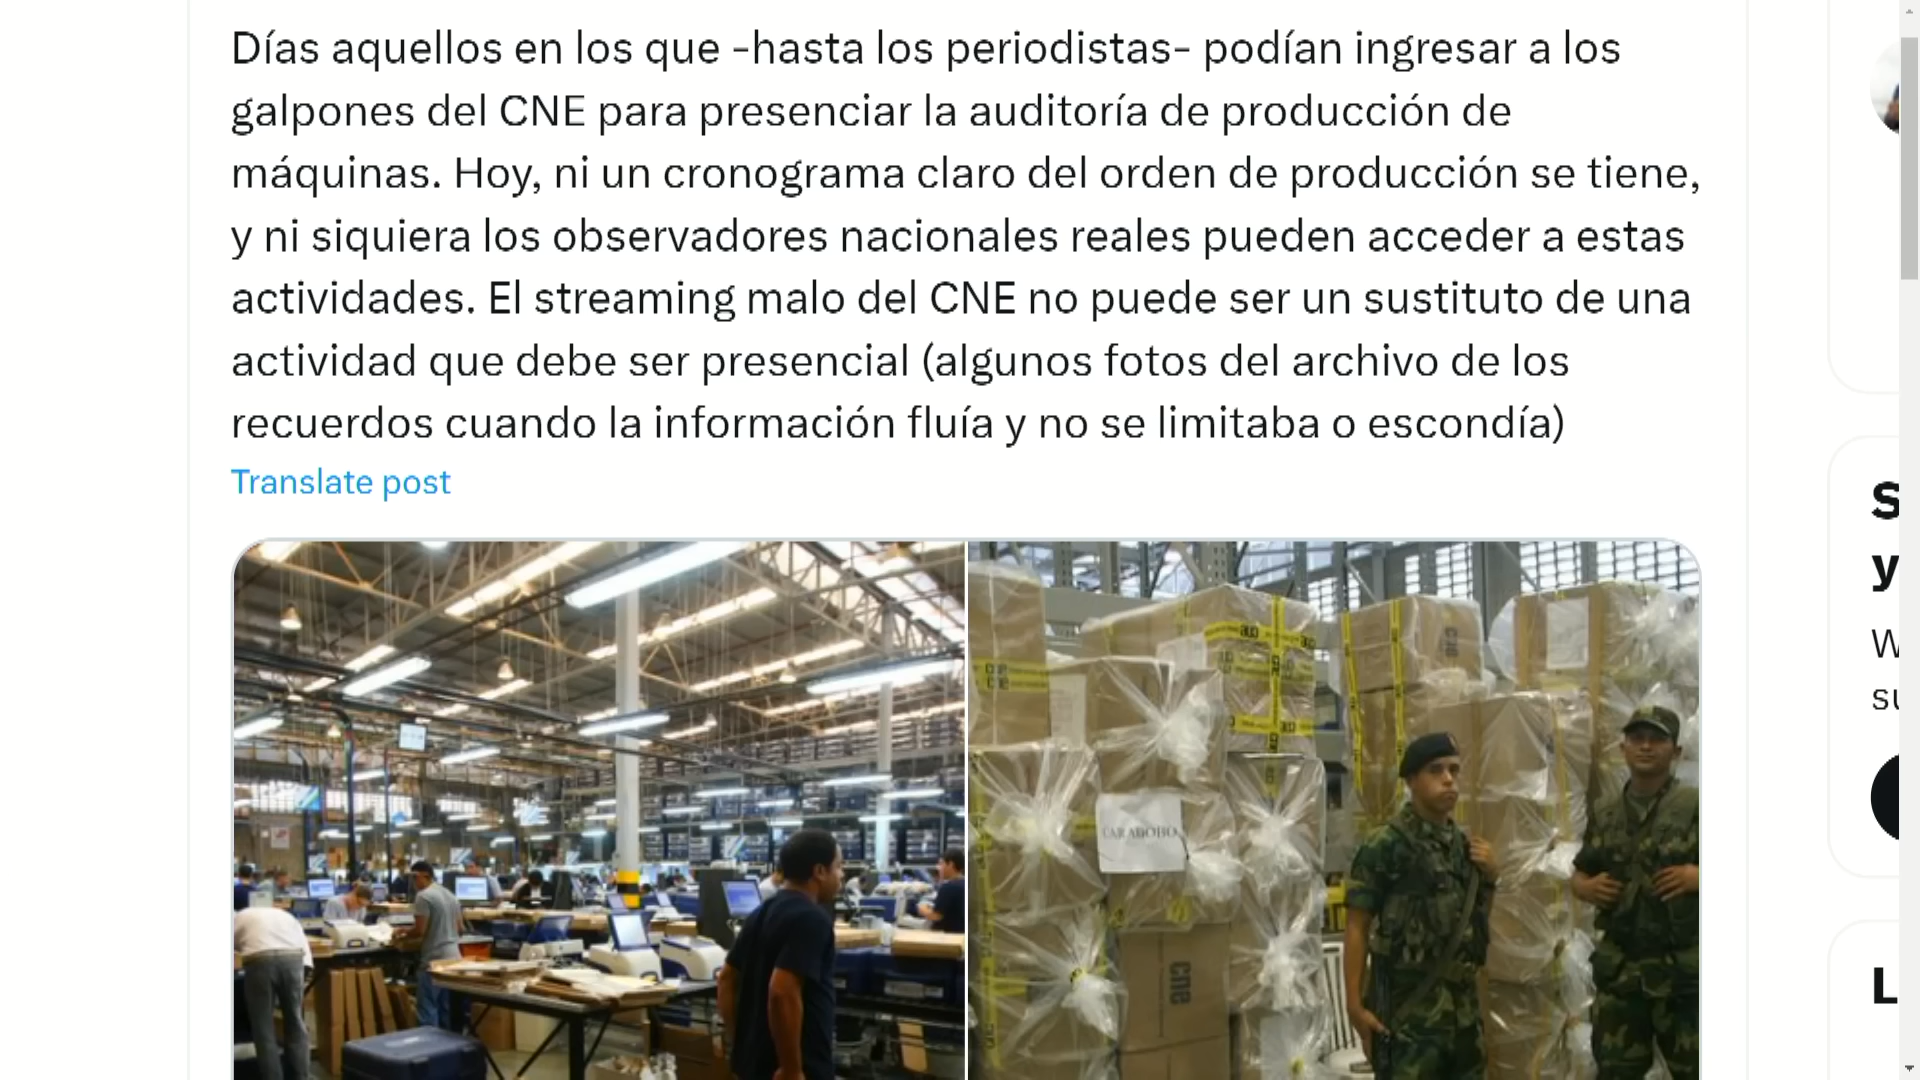 Días aquellos en los que -hasta los periodistas- podían ingresar a los
galpones del CNE para presenciar la auditoría de producción de
máquinas. Hoy, ni un cronograma claro del orden de producción se tiene,
y ni siquiera los observadores nacionales reales pueden acceder a estas
actividades. El streaming malo del CNE no puede ser un sustituto de una
actividad que debe ser presencial (algunos fotos del archivo de los
recuerdos cuando la información fluía y no se limitaba o escondía)
Translate post
CARABOBO
CNE
S
y
W
su
L